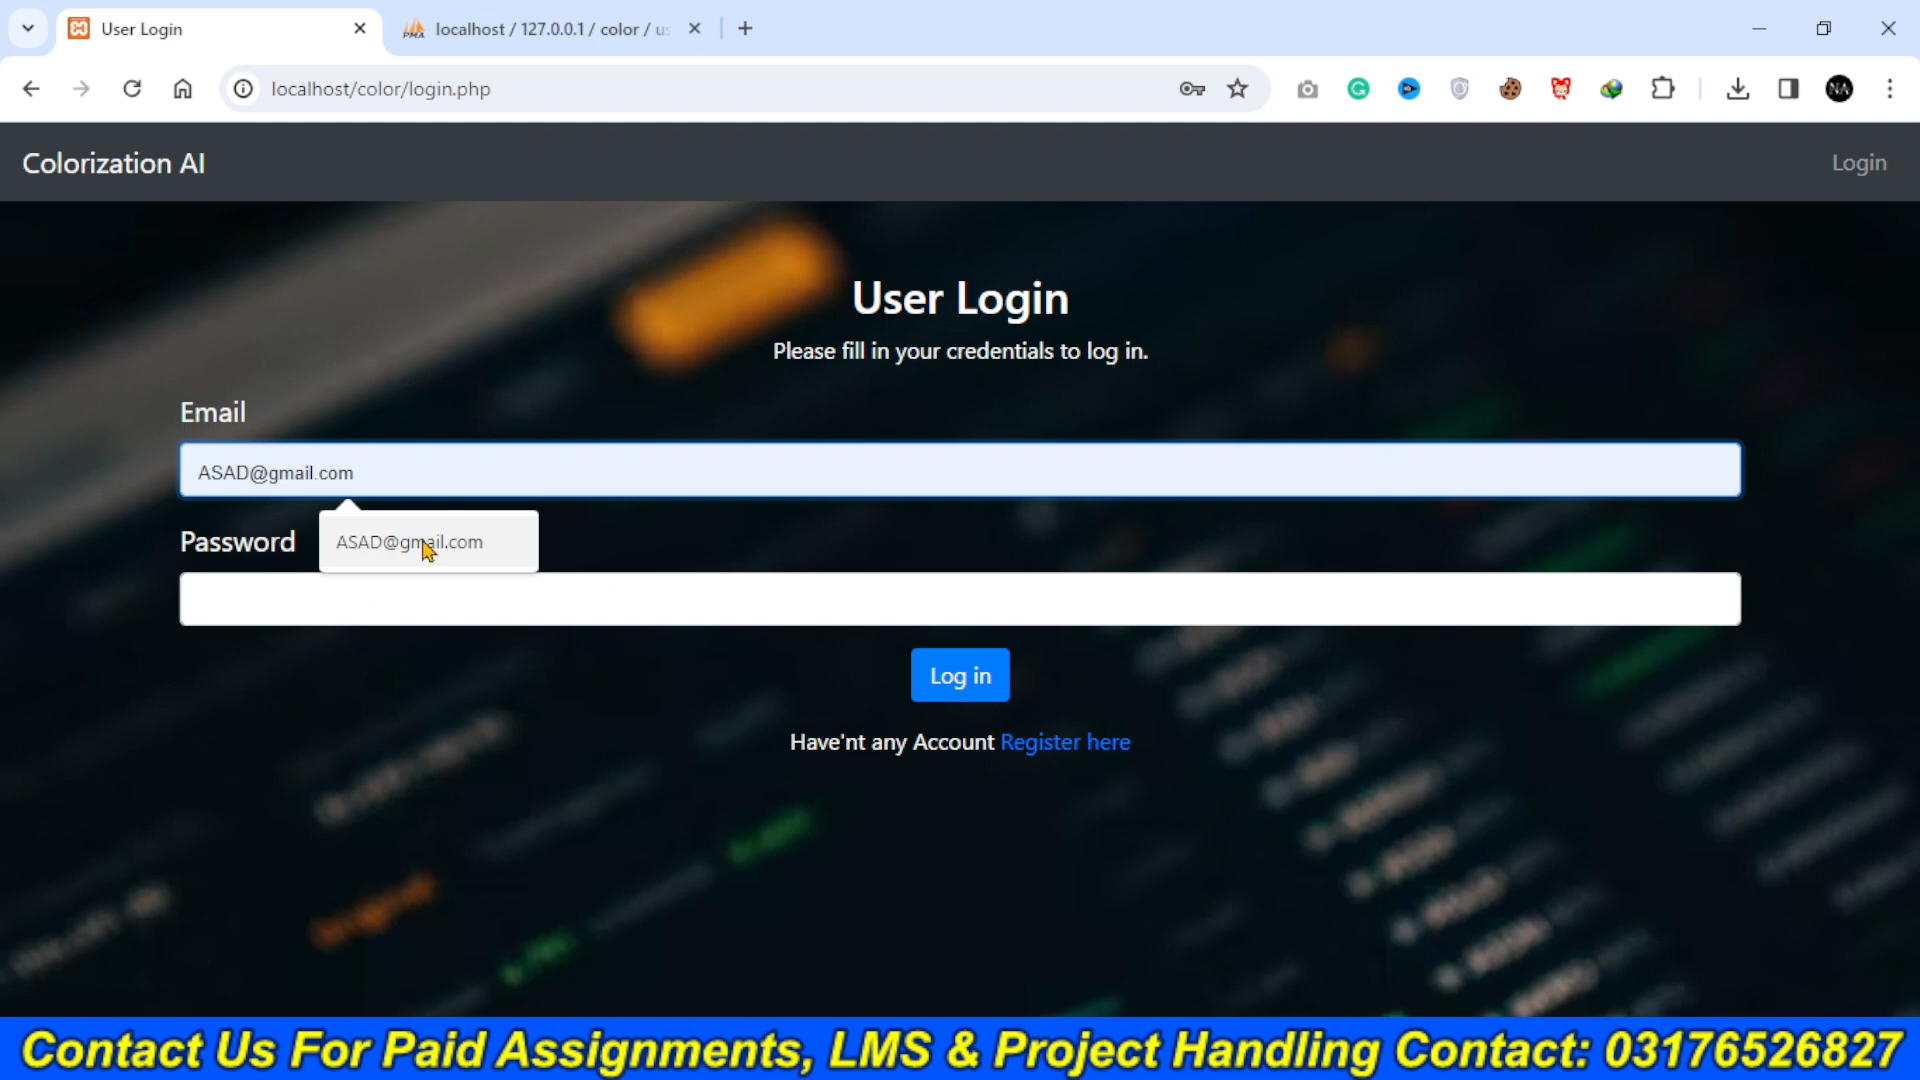 User Login
localhost / 127.0.0.1 / color / us
localhost/color/login.php
NA
Colorization AI
Login
User Login
Please fill in your credentials to log in.
Email
ASAD@gmail.com
Password
ASAD@gmail.com
Log in
Have'nt any Account Register here
Contact Us For Paid Assignments, LMS & Project Handling Contact: 03176526827